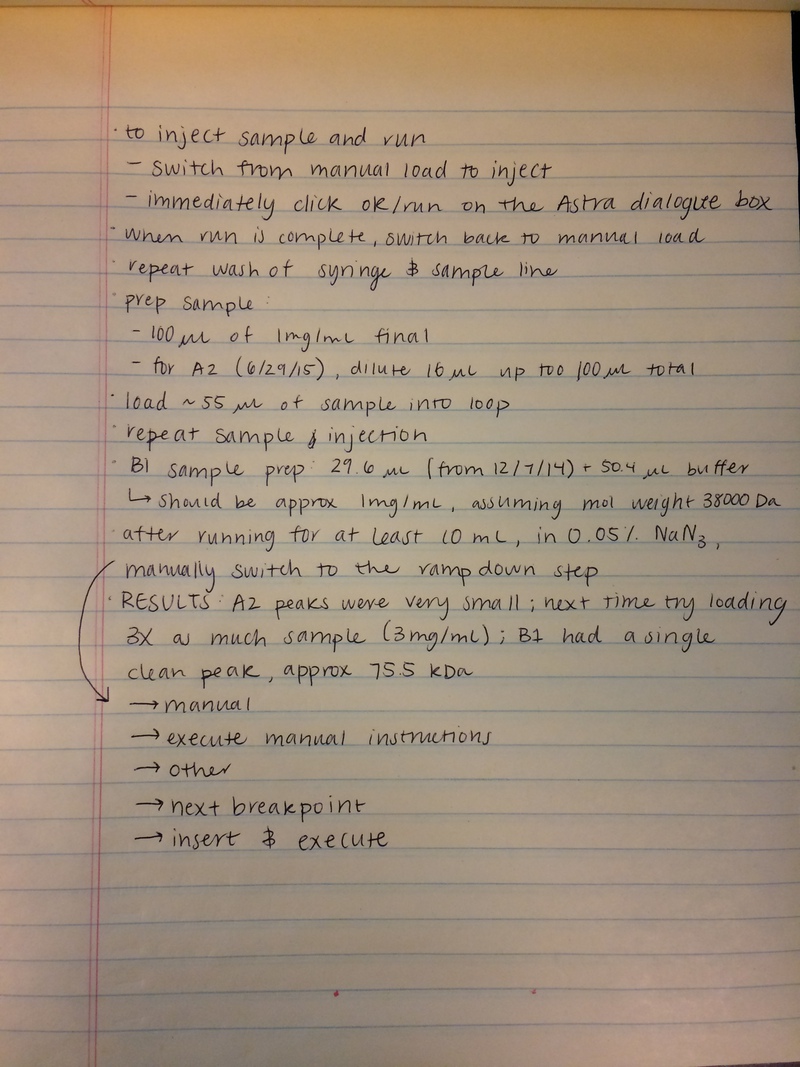 · to inject sample and run
- switch from manual load to inject
- immediately click ok/run on the Astra dialogue box
· when run is complete, switch back to manual load
· repeat wash of syringe & sample line
· prep sample:
- 100 μL of 1mg/mL final
- for A2 (6/29/15), dilute 16 μL up too 100 μL total
· load ~55 μL of sample into loop
· repeat sample & injection
· B1 sample prep: 29.6 μL (from 12/7/14) + 50.4 μL buffer
↳ should be approx 1mg/mL, assuming mol weight 38000 Da
· after running for at least 10 mL, in 0.05% NaN3,
manually switch to the ramp down step
· RESULTS: A2 peaks were very small; next time try loading
3X as much sample (3mg/mL); B1 had a single
clean peak, approx 75.5 kDa
→ manual
→ execute manual instructions
→ other
→ next breakpoint
→ insert & execute